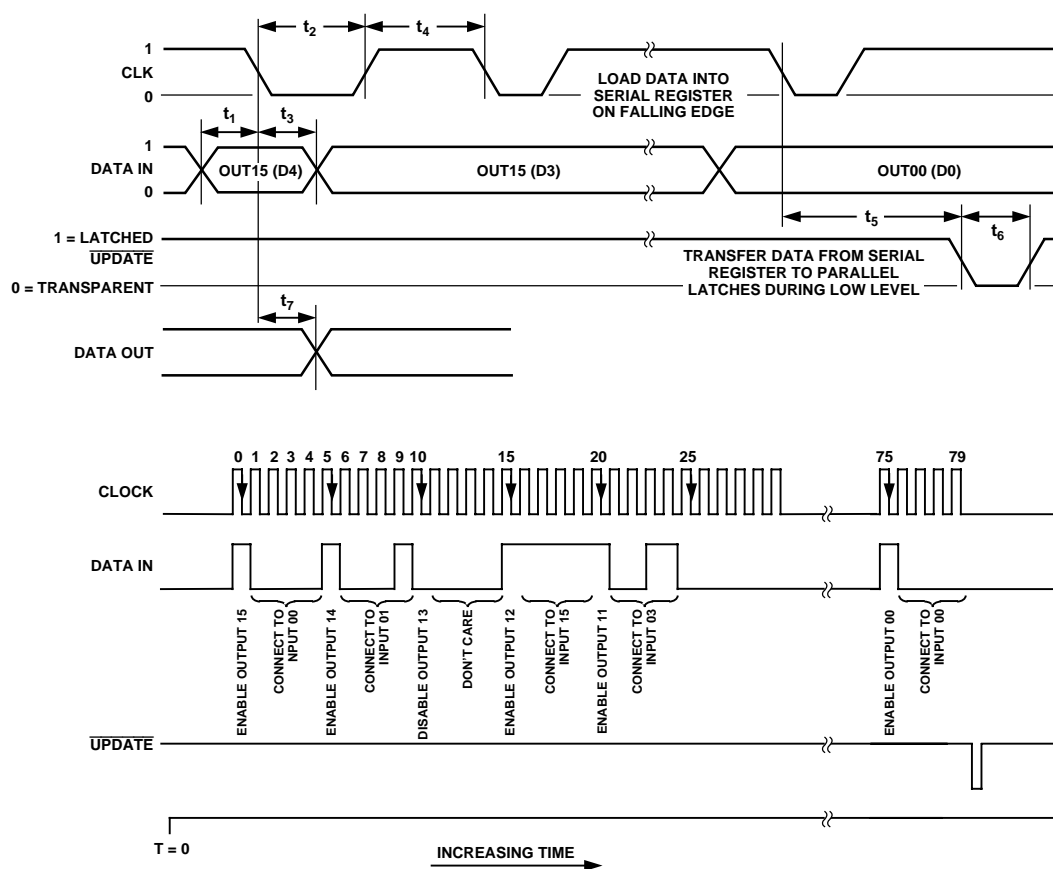 t2
t4
1
CLK
0
LOAD DATA INTO
SERIAL REGISTER
ON FALLING EDGE
t1
t3
1
DATA IN
0
OUT15 (D4)
OUT15 (D3)
OUT00 (D0)
t5
t6
1 = LATCHED
UPDATE
0 = TRANSPARENT
TRANSFER DATA FROM SERIAL
REGISTER TO PARALLEL
LATCHES DURING LOW LEVEL
t7
DATA OUT
0 1 2 3 4 5 6 7 8 9 10 15 20 25 75 79
CLOCK
DATA IN
ENABLE OUTPUT 15
CONNECT TO
NPUT 00
ENABLE OUTPUT 14
CONNECT TO
INPUT 01
DISABLE OUTPUT 13
DON'T CARE
ENABLE OUTPUT 12
CONNECT TO
INPUT 15
ENABLE OUTPUT 11
CONNECT TO
INPUT 03
ENABLE OUTPUT 00
CONNECT TO
INPUT 00
UPDATE
T = 0
INCREASING TIME